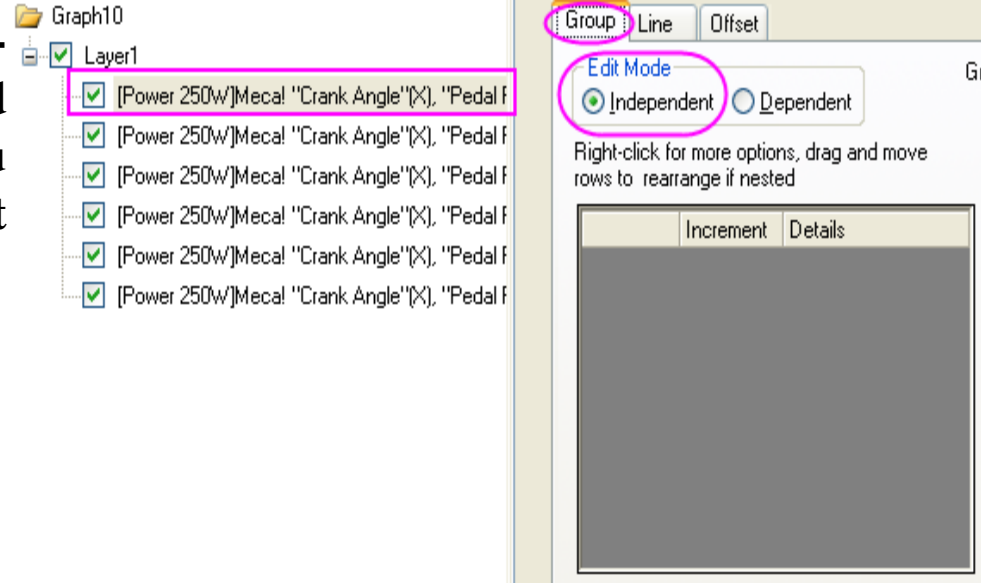 Graph10
Layer1
[Power 250W]Meca! "Crank Angle"(X), "Pedal F
[Power 250W]Meca! "Crank Angle"(X), "Pedal F
[Power 250W]Meca! "Crank Angle"(X), "Pedal F
[Power 250W]Meca! "Crank Angle"(X), "Pedal F
[Power 250W]Meca! "Crank Angle"(X), "Pedal F
[Power 250W]Meca! "Crank Angle"(X), "Pedal F
Group Line Offset
Edit Mode
Independent Dependent
Right-click for more options, drag and move
rows to rearrange if nested
Increment Details